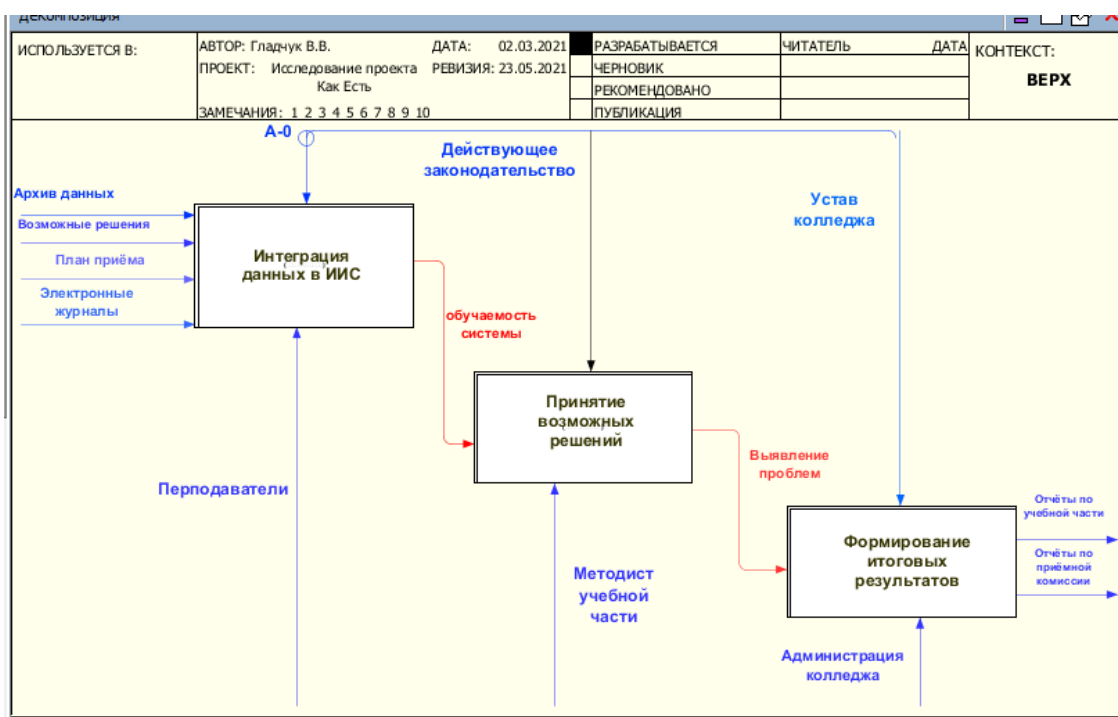 декомпозиция
ИСПОЛЬЗУЕТСЯ В:
АВТОР: Гладчук В.В.
ДАТА: 02.03.2021
ПРОЕКТ: Исследование проекта
Как Есть
РЕВИЗИЯ: 23.05.2021
ЗАМЕЧАНИЯ: 1 2 3 4 5 6 7 8 9 10
РАЗРАБАТЫВАЕТСЯ
ЧЕРНОВИК
РЕКОМЕНДОВАНО
ПУБЛИКАЦИЯ
ЧИТАТЕЛЬ
ДАТА
КОНТЕКСТ:
ВЕРХ
A-0
Действующее
законодательство
Устав
колледжа
Архив данных
Возможные решения
План приёма
Электронные
журналы
Интеграция
данных в ИИС
обучаемость
системы
Принятие
возможных
решений
Выявление
проблем
Перподаватели
Методист
учебной
части
Формирование
итоговых
результатов
Отчёты по
учебной части
Отчёты по
приёмной
комиссии
Администрация
колледжа